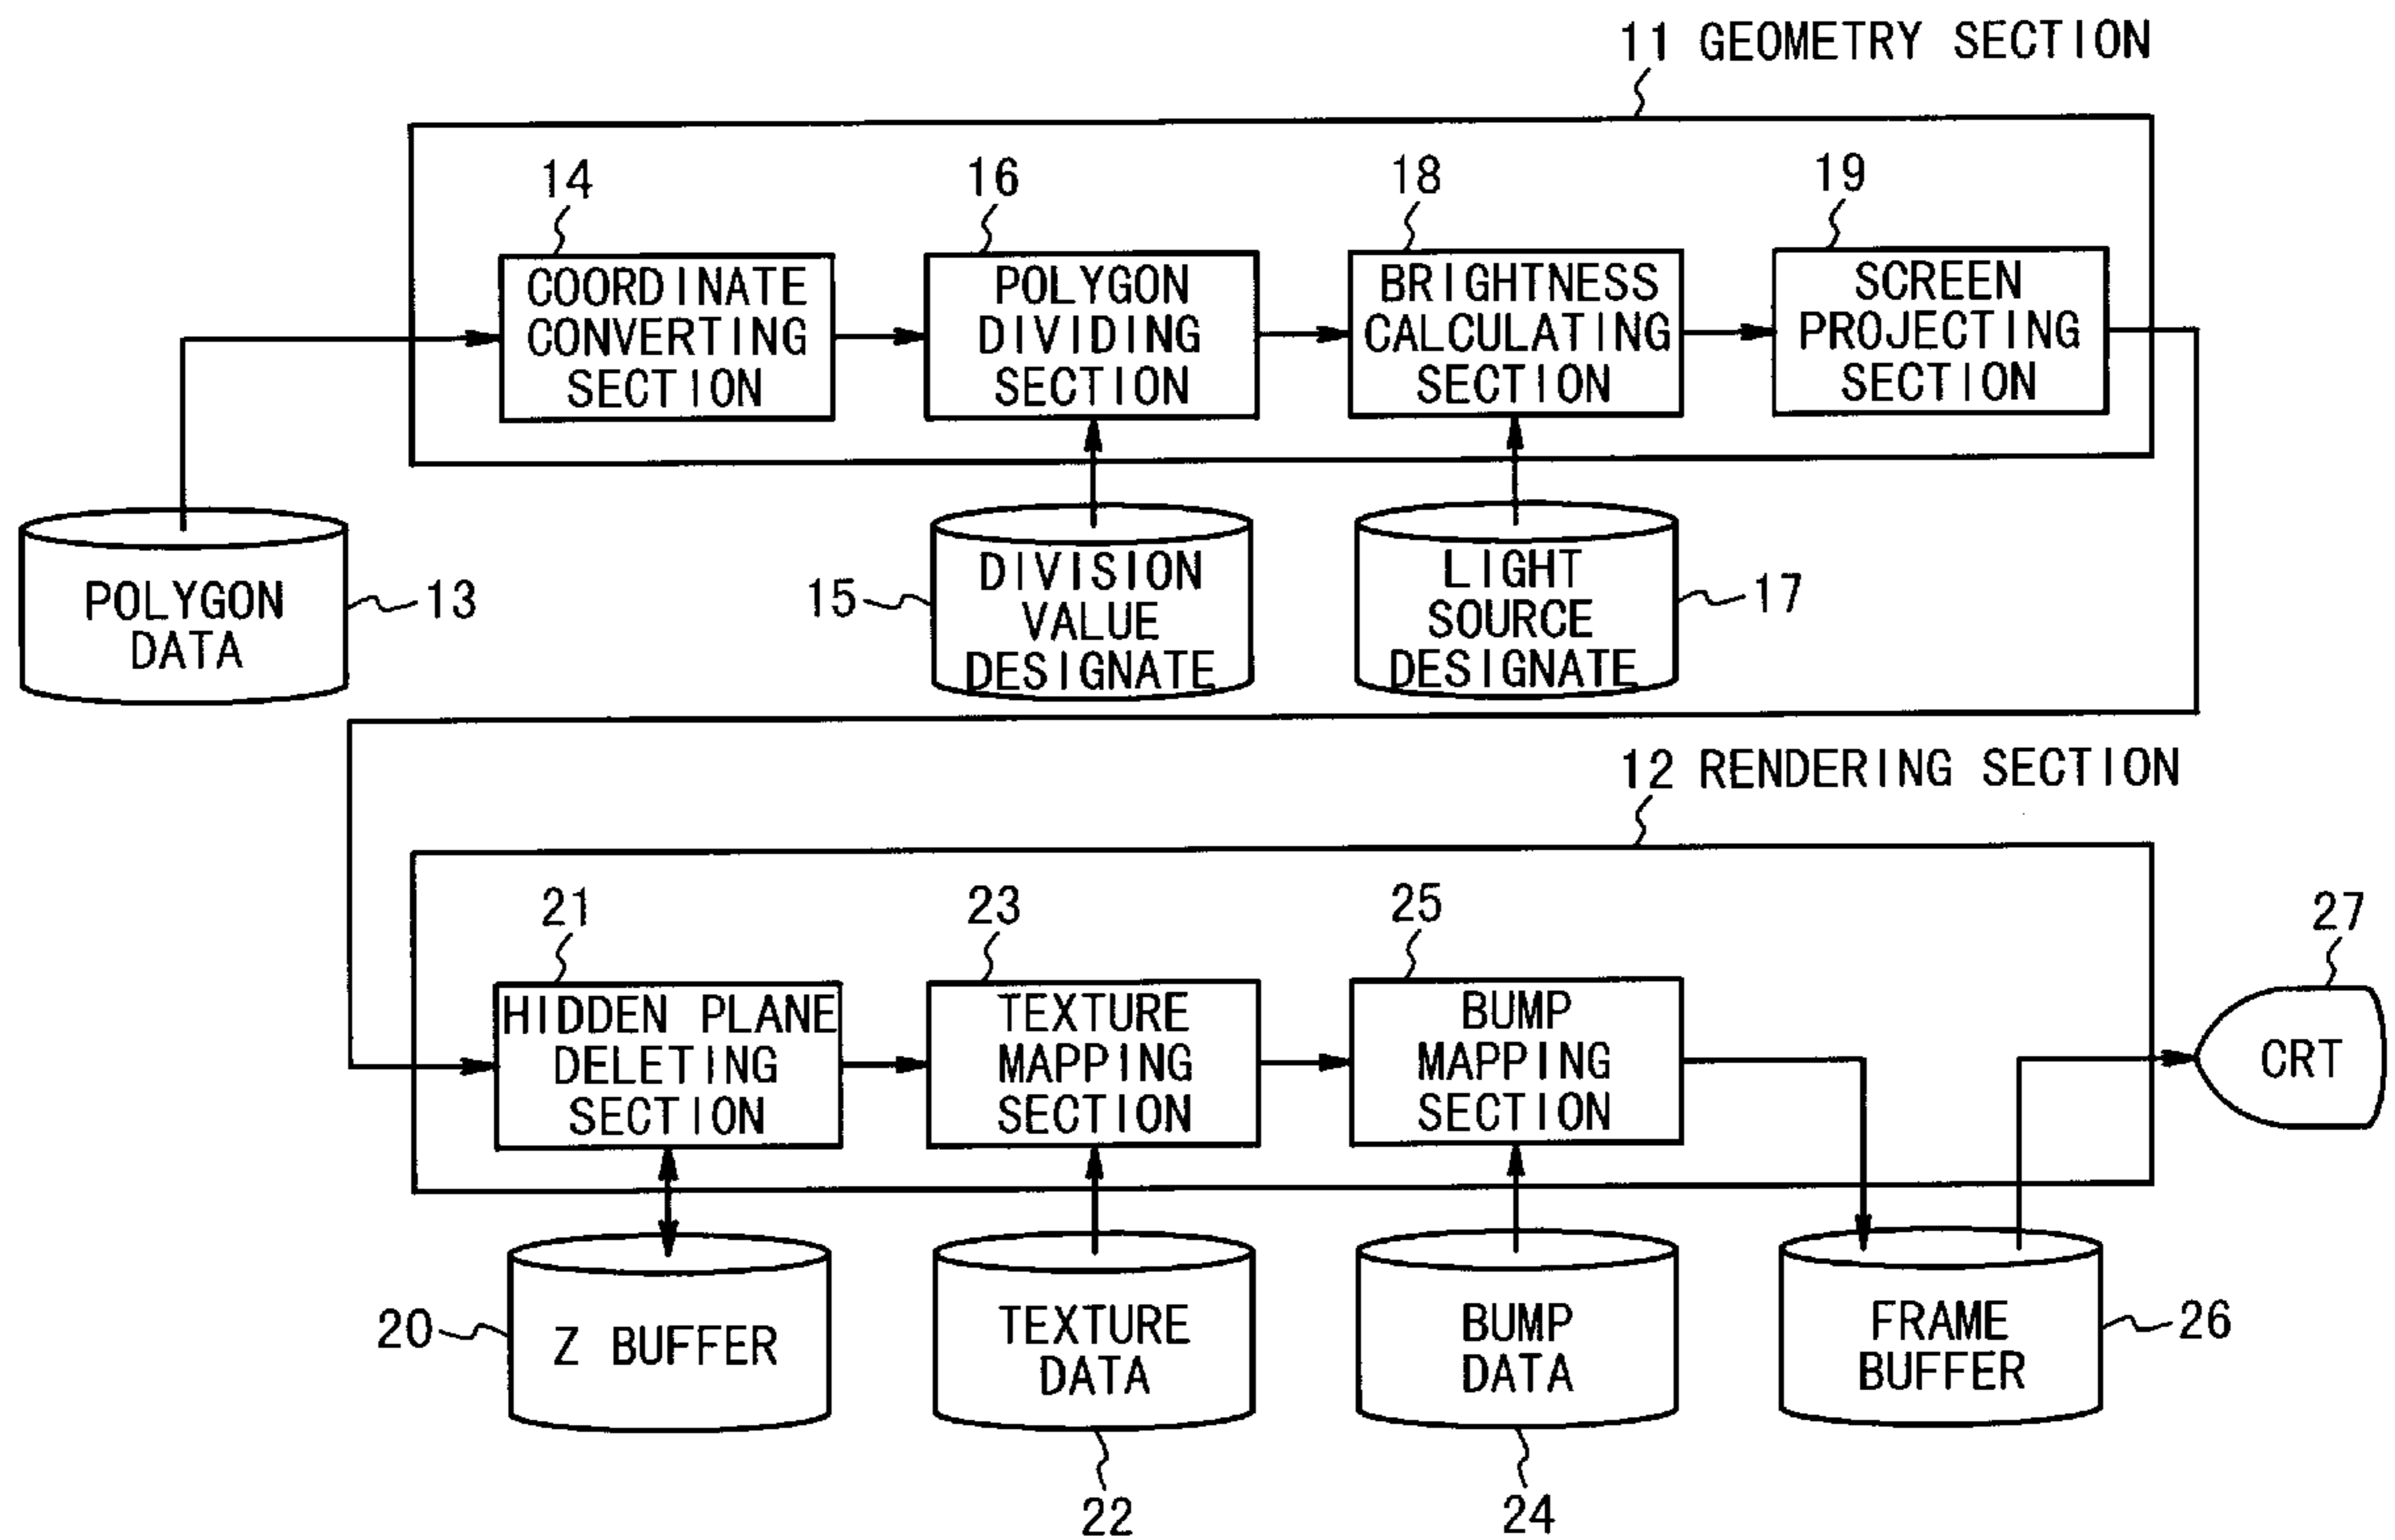 11 GEOMETRY SECTION
14
16
18
19
COORDINATE
CONVERTING
SECTION
POLYGON
DIVIDING
SECTION
BRIGHTNESS
CALCULATING
SECTION
SCREEN
PROJECTING
SECTION
POLYGON
DATA
13
15
DIVISION
VALUE
DESIGNATE
LIGHT
SOURCE
DESIGNATE
17
12 RENDERING SECTION
21
23
25
27
HIDDEN PLANE
DELETING
SECTION
TEXTURE
MAPPING
SECTION
BUMP
MAPPING
SECTION
CRT
20
Z BUFFER
TEXTURE
DATA
BUMP
DATA
FRAME
BUFFER
26
22
24